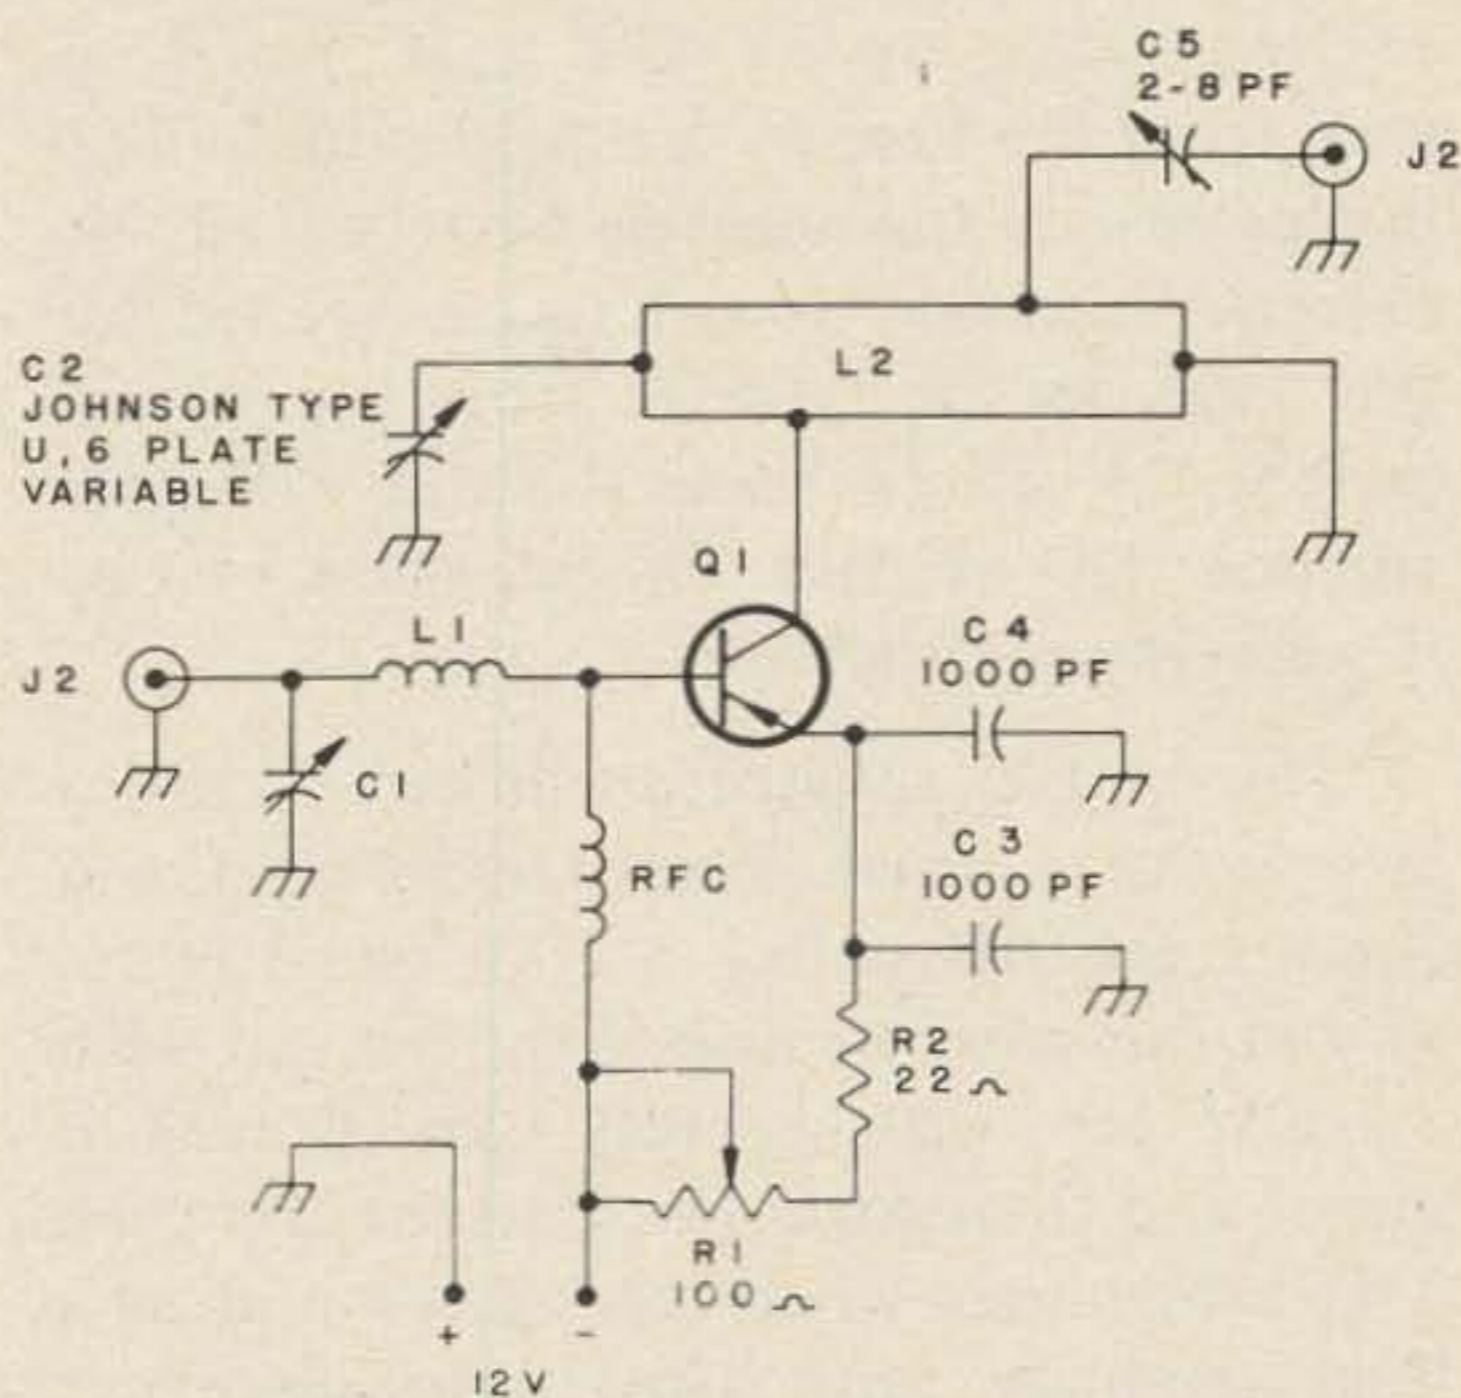 C5
2-8 PF
J2
C2
JOHNSON TYPE
U, 6 PLATE
VARIABLE
L2
Q1
L1
J2
C4
1000 PF
C1
C3
1000 PF
RFC
R2
22 Ω
R1
100 Ω
+ -
12V